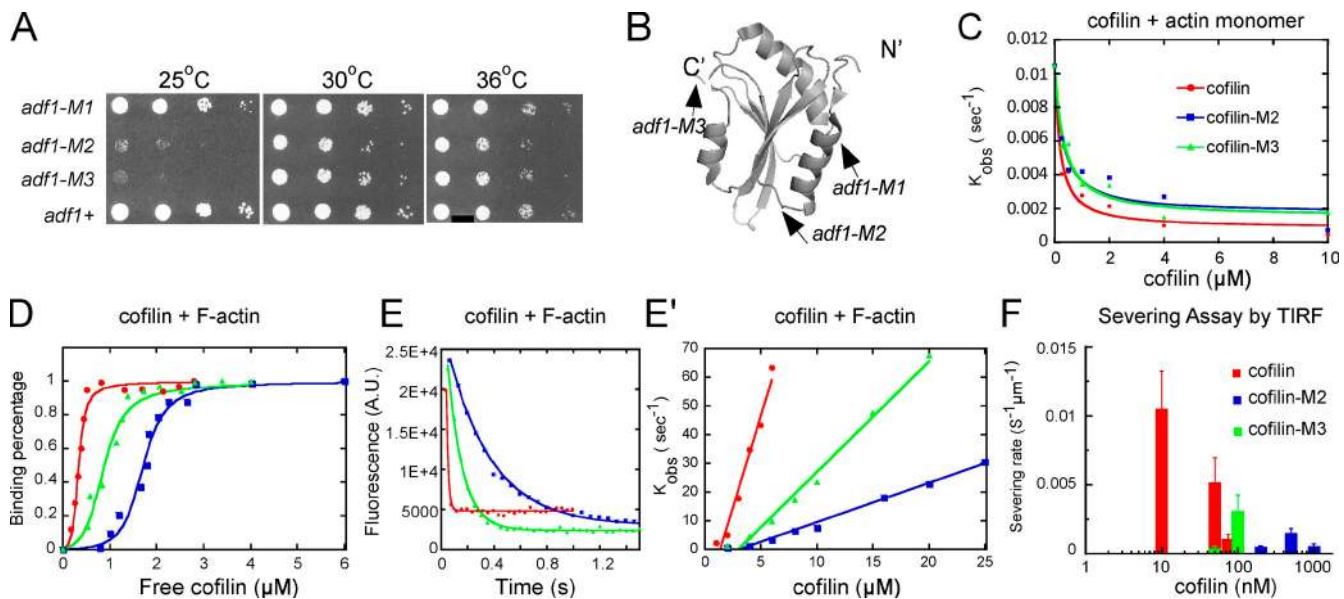 A
25°C
30°C
36°C
adf1-M1
adf1-M2
adf1-M3
adf1+
B
N'
C'
adf1-M3
adf1-M1
adf1-M2
C
cofilin + actin monomer
0.012
0.01
0.008
0.006
0.004
0.002
0
Kobs (sec-1)
cofilin
cofilin-M2
cofilin-M3
0 2 4 6 8 10
cofilin (µM)
D
cofilin + F-actin
1
0.8
0.6
0.4
0.2
0
Binding percentage
0 1 2 3 4 5 6
Free cofilin (µM)
E
cofilin + F-actin
2.5E+4
2E+4
1E+4
5000
0
Fluorescence (A.U.)
0 0.4 0.8 1.2
Time (s)
E'
cofilin + F-actin
70
60
50
40
30
20
10
0
Kobs (sec-1)
0 5 10 15 20 25
cofilin (µM)
F
Severing Assay by TIRF
0.015
0.01
0.005
0
Severing rate (S-1µm-1)
cofilin
cofilin-M2
cofilin-M3
1 10 100 1000
cofilin (nM)